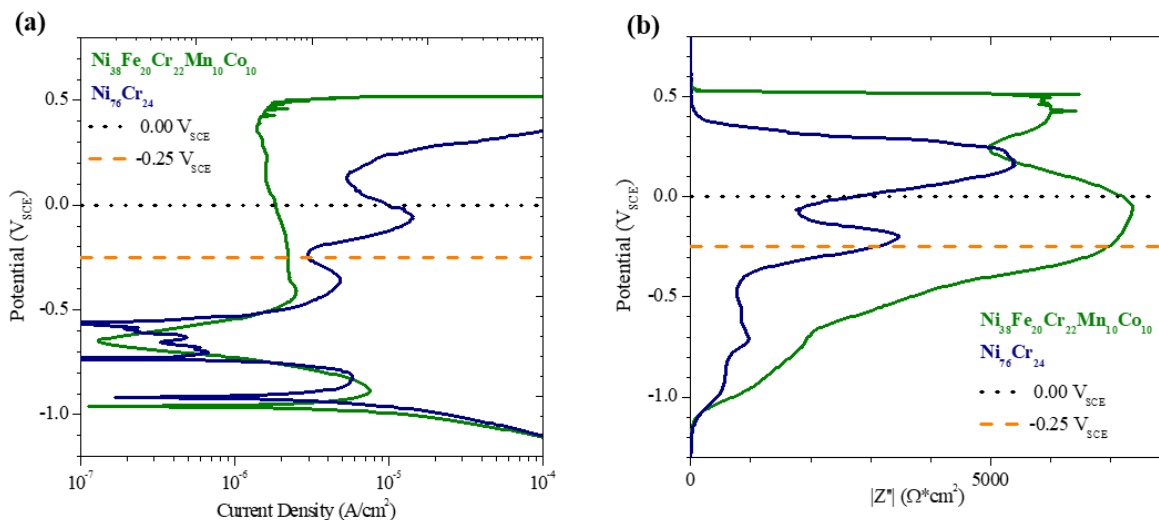 (a)
Ni38Fe20Cr22Mn10Co10
Ni76Cr24
0.00 VSCE
-0.25 VSCE
Potential (VSCE)
0.5
0.0
-0.5
-1.0
10-7
10-6
10-5
10-4
Current Density (A/cm2)
(b)
Potential (VSCE)
0.5
0.0
-0.5
-1.0
Ni38Fe20Cr22Mn10Co10
Ni76Cr24
0.00 VSCE
-0.25 VSCE
0
5000
|Z"| (Ω*cm2)